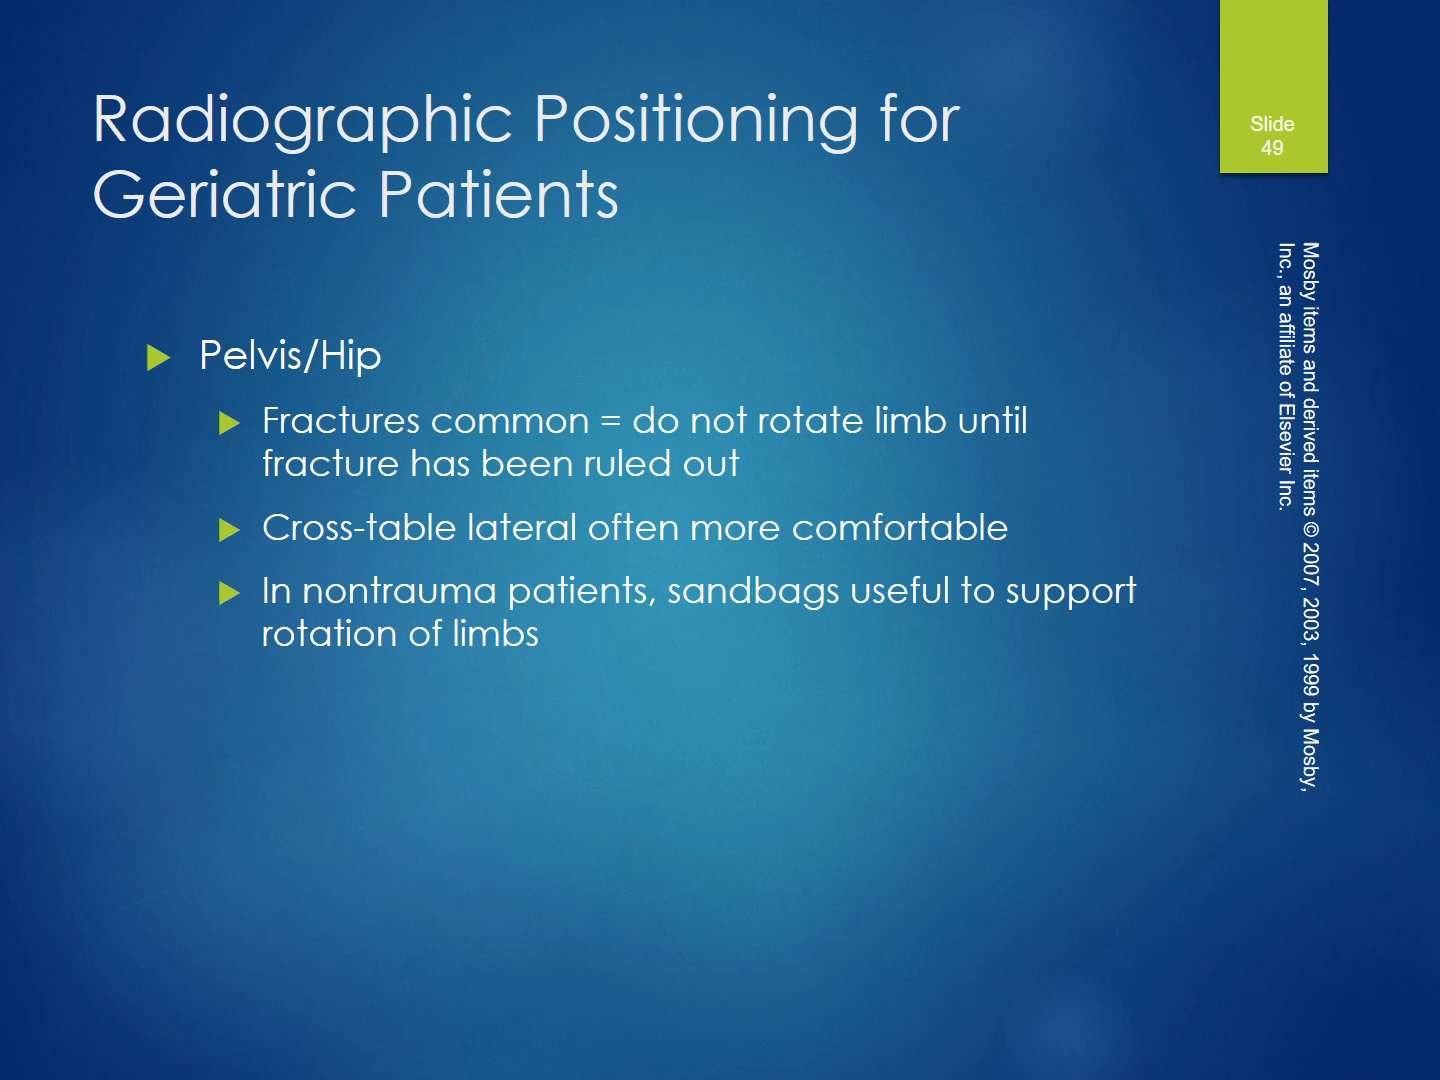 Radiographic Positioning for
Geriatric Patients
Slide
49
Pelvis/Hip
Fractures common = do not rotate limb until
fracture has been ruled out
Cross-table lateral often more comfortable
In nontrauma patients, sandbags useful to support
rotation of limbs
Mosby items and derived items © 2007, 2003, 1999 by Mosby,
Inc., an affiliate of Elsevier Inc.